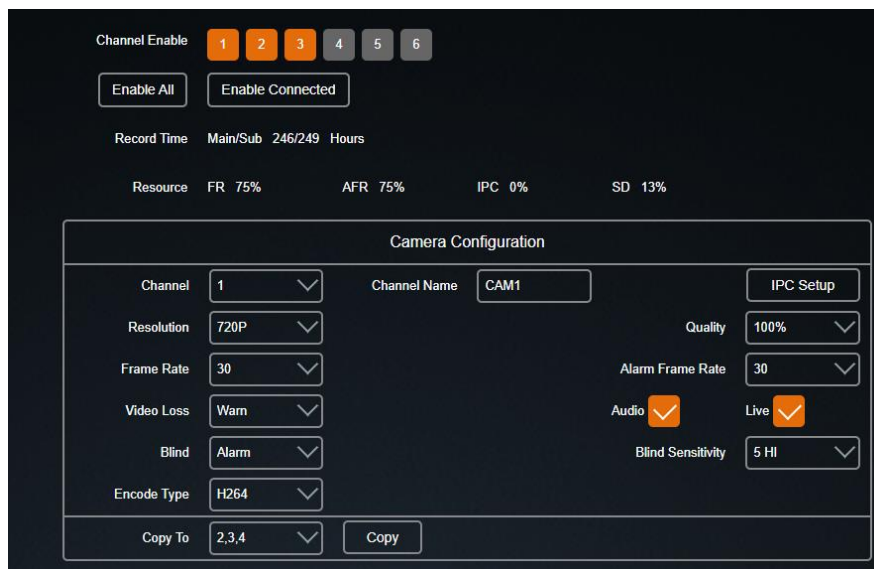 Channel Enable 1 2 3 4 5 6
Enable All Enable Connected
Record Time Main/Sub 246/249 Hours
Resource FR 75% AFR 75% IPC 0% SD 13%
Camera Configuration
Channel 1 Channel Name CAM1 IPC Setup
Resolution 720P Quality 100%
Frame Rate 30 Alarm Frame Rate 30
Video Loss Warn Audio Live
Blind Alarm Blind Sensitivity 5 HI
Encode Type H264
Copy To 2,3,4 Copy